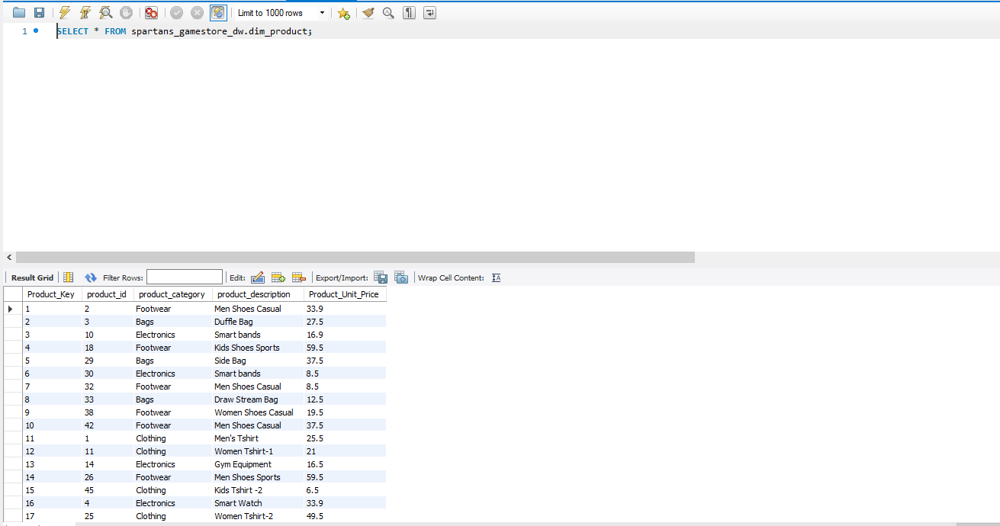 Limit to 1000 rows
1 SELECT * FROM spartans_gamestore_dw.dim_product;
Result Grid Filter Rows: Edit: Export/Import: Wrap Cell Content:
Product_Key product_id product_category product_description Product_Unit_Price
1 2 Footwear Men Shoes Casual 33.9
2 3 Bags Duffle Bag 27.5
3 10 Electronics Smart bands 16.9
4 18 Footwear Kids Shoes Sports 59.5
5 29 Bags Side Bag 37.5
6 30 Electronics Smart bands 8.5
7 32 Footwear Men Shoes Casual 8.5
8 33 Bags Draw Stream Bag 12.5
9 38 Footwear Women Shoes Casual 19.5
10 42 Footwear Men Shoes Casual 37.5
11 1 Clothing Men's Tshirt 25.5
12 11 Clothing Women Tshirt-1 21
13 14 Electronics Gym Equipment 16.5
14 26 Footwear Men Shoes Sports 59.5
15 45 Clothing Kids Tshirt -2 6.5
16 4 Electronics Smart Watch 33.9
17 25 Clothing Women Tshirt-2 49.5